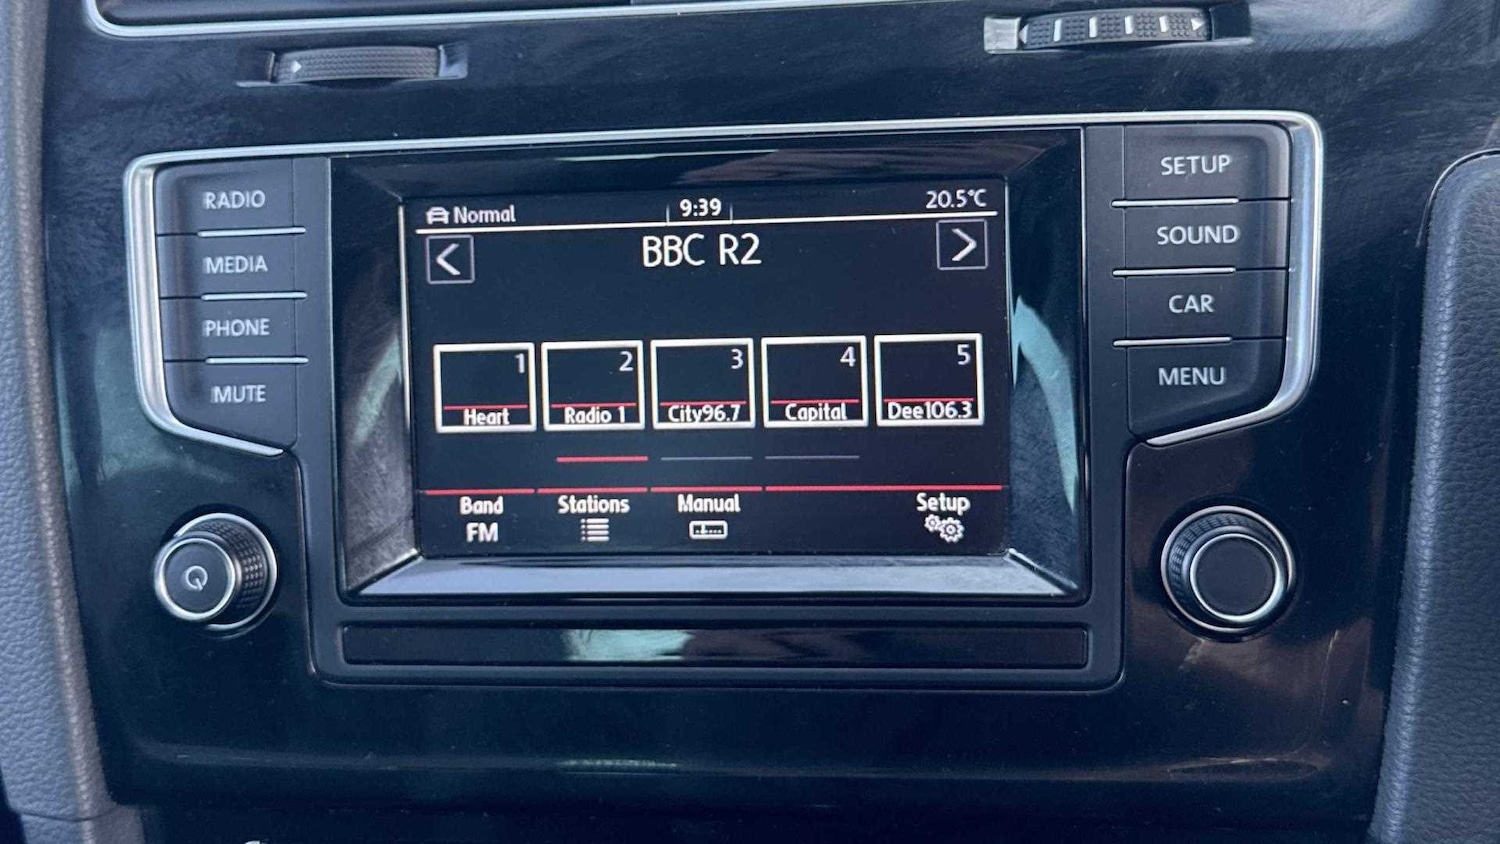 RADIO
MEDIA
PHONE
MUTE
Normal
9:39
20.5°C
BBC R2
1
Heart
2
Radio 1
3
City96.7
4
Capital
5
Dee106.3
Band
FM
Stations
Manual
Setup
SETUP
SOUND
CAR
MENU